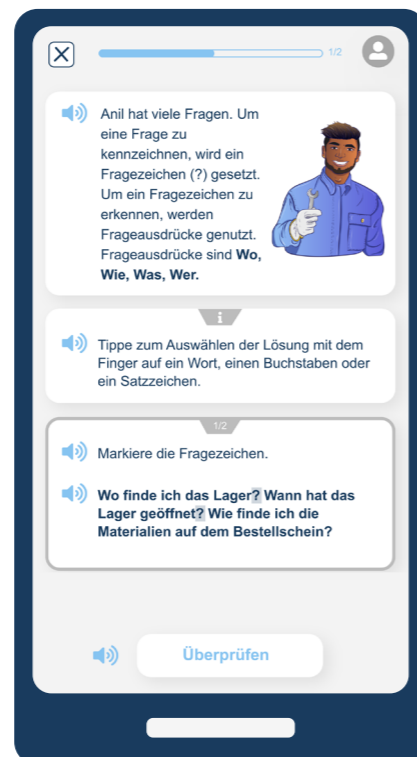 1/2
Anil hat viele Fragen. Um
eine Frage zu
kennzeichnen, wird ein
Fragezeichen (?) gesetzt.
Um ein Fragezeichen zu
erkennen, werden
Frageausdrücke genutzt.
Frageausdrücke sind Wo,
Wie, Was, Wer.
i
Tippe zum Auswählen der Lösung mit dem
Finger auf ein Wort, einen Buchstaben oder
ein Satzzeichen.
1/2
Markiere die Fragezeichen.
Wo finde ich das Lager? Wann hat das
Lager geöffnet? Wie finde ich die
Materialien auf dem Bestellschein?
Überprüfen